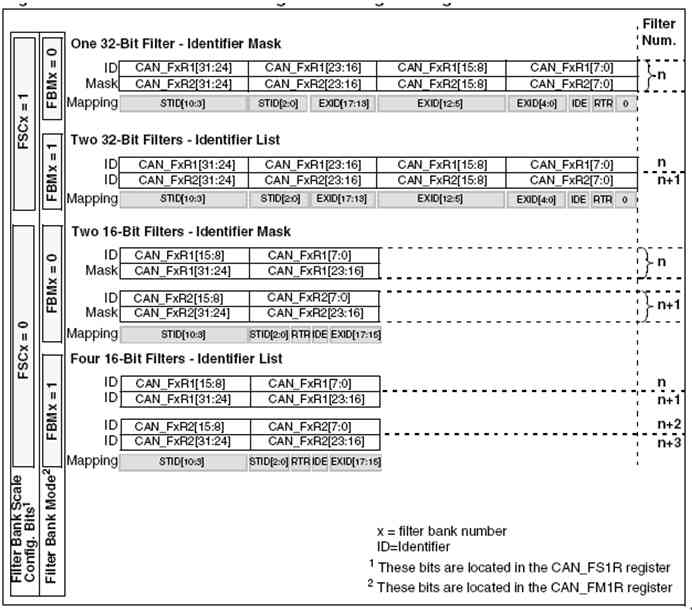 Filter
Num.
One 32-Bit Filter - Identifier Mask
ID CAN_FxR1[31:24] CAN_FxR1[23:16] CAN_FxR1[15:8] CAN_FxR1[7:0]
Mask CAN_FxR2[31:24] CAN_FxR2[23:16] CAN_FxR2[15:8] CAN_FxR2[7:0]
n
Mapping STID[10:3] STID[2:0] EXID[17:13] EXID[12:5] EXID[4:0] IDE RTR 0
Two 32-Bit Filters - Identifier List
ID CAN_FxR1[31:24] CAN_FxR1[23:16] CAN_FxR1[15:8] CAN_FxR1[7:0] n
ID CAN_FxR2[31:24] CAN_FxR2[23:16] CAN_FxR2[15:8] CAN_FxR2[7:0] n+1
Mapping STID[10:3] STID[2:0] EXID[17:13] EXID[12:5] EXID[4:0] IDE RTR 0
Two 16-Bit Filters - Identifier Mask
ID CAN_FxR1[15:8] CAN_FxR1[7:0]
Mask CAN_FxR1[31:24] CAN_FxR1[23:16]
n
ID CAN_FxR2[15:8] CAN_FxR2[7:0]
Mask CAN_FxR2[31:24] CAN_FxR2[23:16]
n+1
Mapping STID[10:3] STID[2:0] RTR IDE EXID[17:15]
Four 16-Bit Filters - Identifier List
ID CAN_FxR1[15:8] CAN_FxR1[7:0] n
ID CAN_FxR1[31:24] CAN_FxR1[23:16] n+1
ID CAN_FxR2[15:8] CAN_FxR2[7:0] n+2
ID CAN_FxR2[31:24] CAN_FxR2[23:16] n+3
Mapping STID[10:3] STID[2:0] RTR IDE EXID[17:15]
FSCx = 1
FSCx = 0
FBMx = 0
FBMx = 1
FBMx = 0
FBMx = 1
Filter Bank Scale
Config. Bits1
Filter Bank Mode2
x = filter bank number
ID=Identifier
1 These bits are located in the CAN_FS1R register
2 These bits are located in the CAN_FM1R register